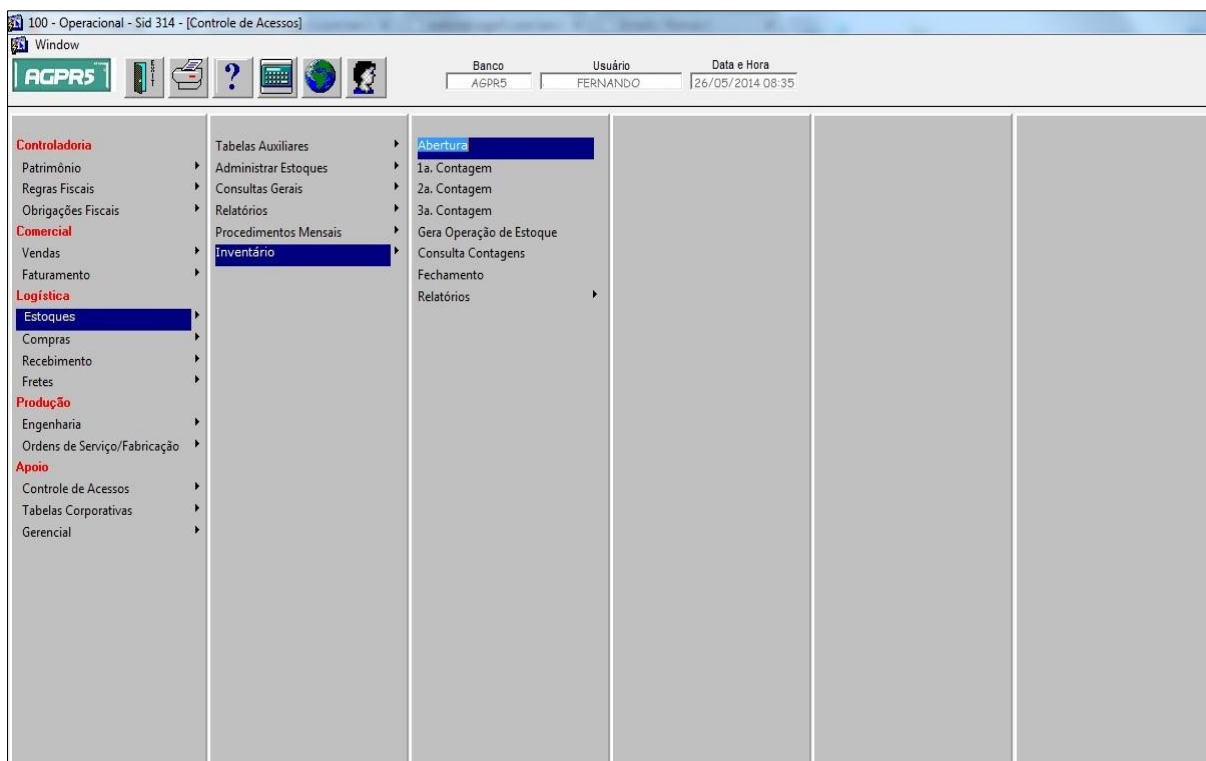 100 - Operacional - Sid 314 - [Controle de Acessos]
Window
AGPR5
EXIT
?
Banco
Usuário
Data e Hora
AGPR5
FERNANDO
26/05/2014 08:35
Controladoria
Patrimônio
Regras Fiscais
Obrigações Fiscais
Comercial
Vendas
Faturamento
Logística
Estoques
Compras
Recebimento
Fretes
Produção
Engenharia
Ordens de Serviço/Fabricação
Apoio
Controle de Acessos
Tabelas Corporativas
Gerencial
Tabelas Auxiliares
Administrar Estoques
Consultas Gerais
Relatórios
Procedimentos Mensais
Inventário
Abertura
1a. Contagem
2a. Contagem
3a. Contagem
Gera Operação de Estoque
Consulta Contagens
Fechamento
Relatórios